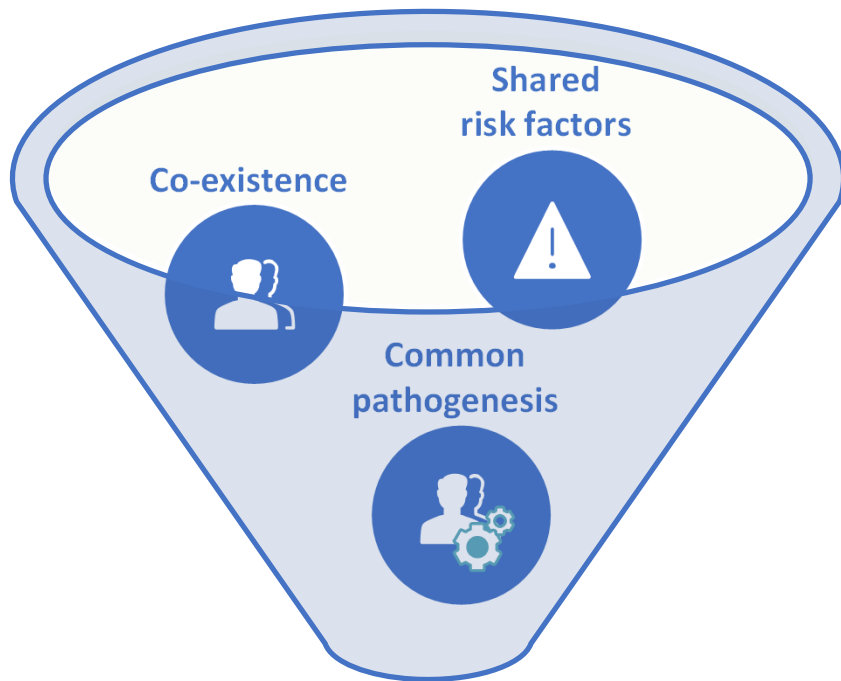 Shared
risk factors
Co-existence
Common
pathogenesis